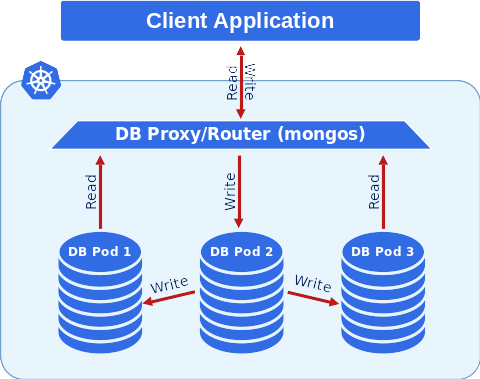 Client Application
Read
Write
DB Proxy/Router (mongos)
Read
Write
Read
DB Pod 1
DB Pod 2
DB Pod 3
Write
Write